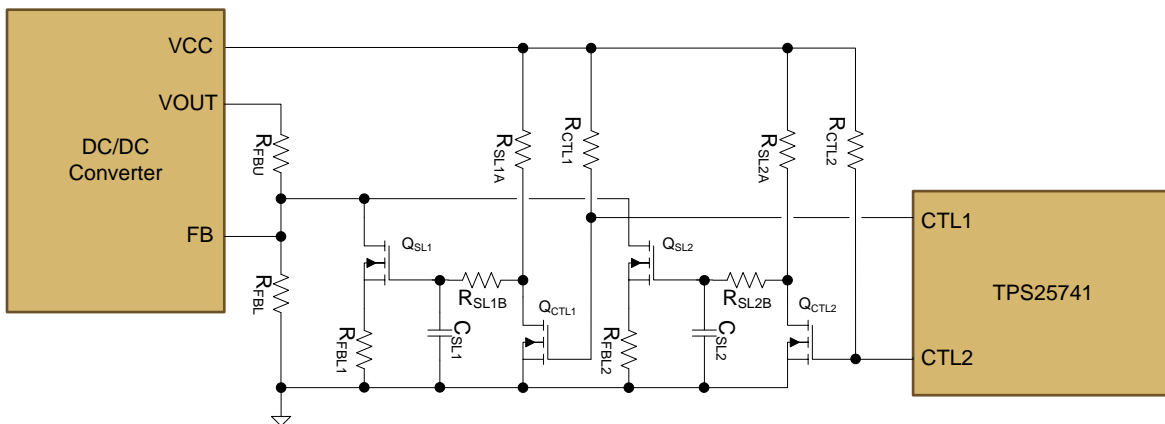 VCC
VOUT
DC/DC
Converter
FB
RFBU
RFBL
RSL1A
RCTL1
RSL2A
RCTL2
QSL1
QSL2
RSL1B
RSL2B
QCTL1
QCTL2
RFBL1
CSL1
RFBL2
CSL2
CTL1
TPS25741
CTL2